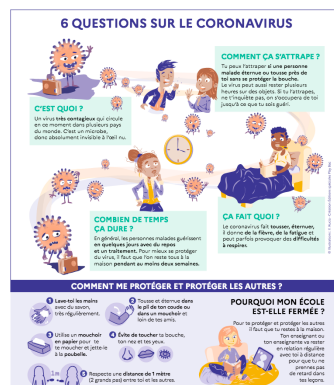 6 QUESTIONS SUR LE CORONAVIRUS
COMMENT ÇA S'ATTRAPE ?
Tu peux l'attraper si une personne
malade éternue ou tousse près de
toi sans se protéger la bouche.
Le virus peut aussi rester plusieurs
heures sur des objets. Si tu l'attrapes,
ne t'inquiète pas, on s'occupera de toi
jusqu'à ce que tu sois guéri.
C'EST QUOI ?
Un virus très contagieux qui circule
en ce moment dans plusieurs pays
du monde. C'est un microbe,
donc absolument invisible à l'œil nu.
COMBIEN DE TEMPS
ÇA DURE ?
En général, les personnes malades guérissent
en quelques jours avec du repos
et un traitement. Pour mieux se protéger
du virus, il faut que l'on reste tous à la
maison pendant au moins deux semaines.
ÇA FAIT QUOI ?
Le coronavirus fait tousser, éternuer,
il donne de la fièvre, de la fatigue et
peut parfois provoquer des difficultés
à respirer.
COMMENT ME PROTÉGER ET PROTÉGER LES AUTRES ?
1 Lave-toi les mains
avec du savon,
très régulièrement.
2 Tousse et éternue dans
le pli de ton coude ou
dans un mouchoir et
loin de tes amis.
3 Utilise un mouchoir
en papier pour te
te moucher et jette-le
à la poubelle.
4 Évite de toucher ta bouche,
ton nez et tes yeux.
1m
5 Respecte une distance de 1 mètre
(2 grands pas) entre toi et les autres.
POURQUOI MON ÉCOLE
EST-ELLE FERMÉE ?
Pour te protéger et protéger les autres
il faut que tu restes à la maison.
Ton enseignant ou
ton enseignante va rester
en relation régulière
avec toi à distance
pour que tu ne
prennes pas
de retard dans
tes leçons.